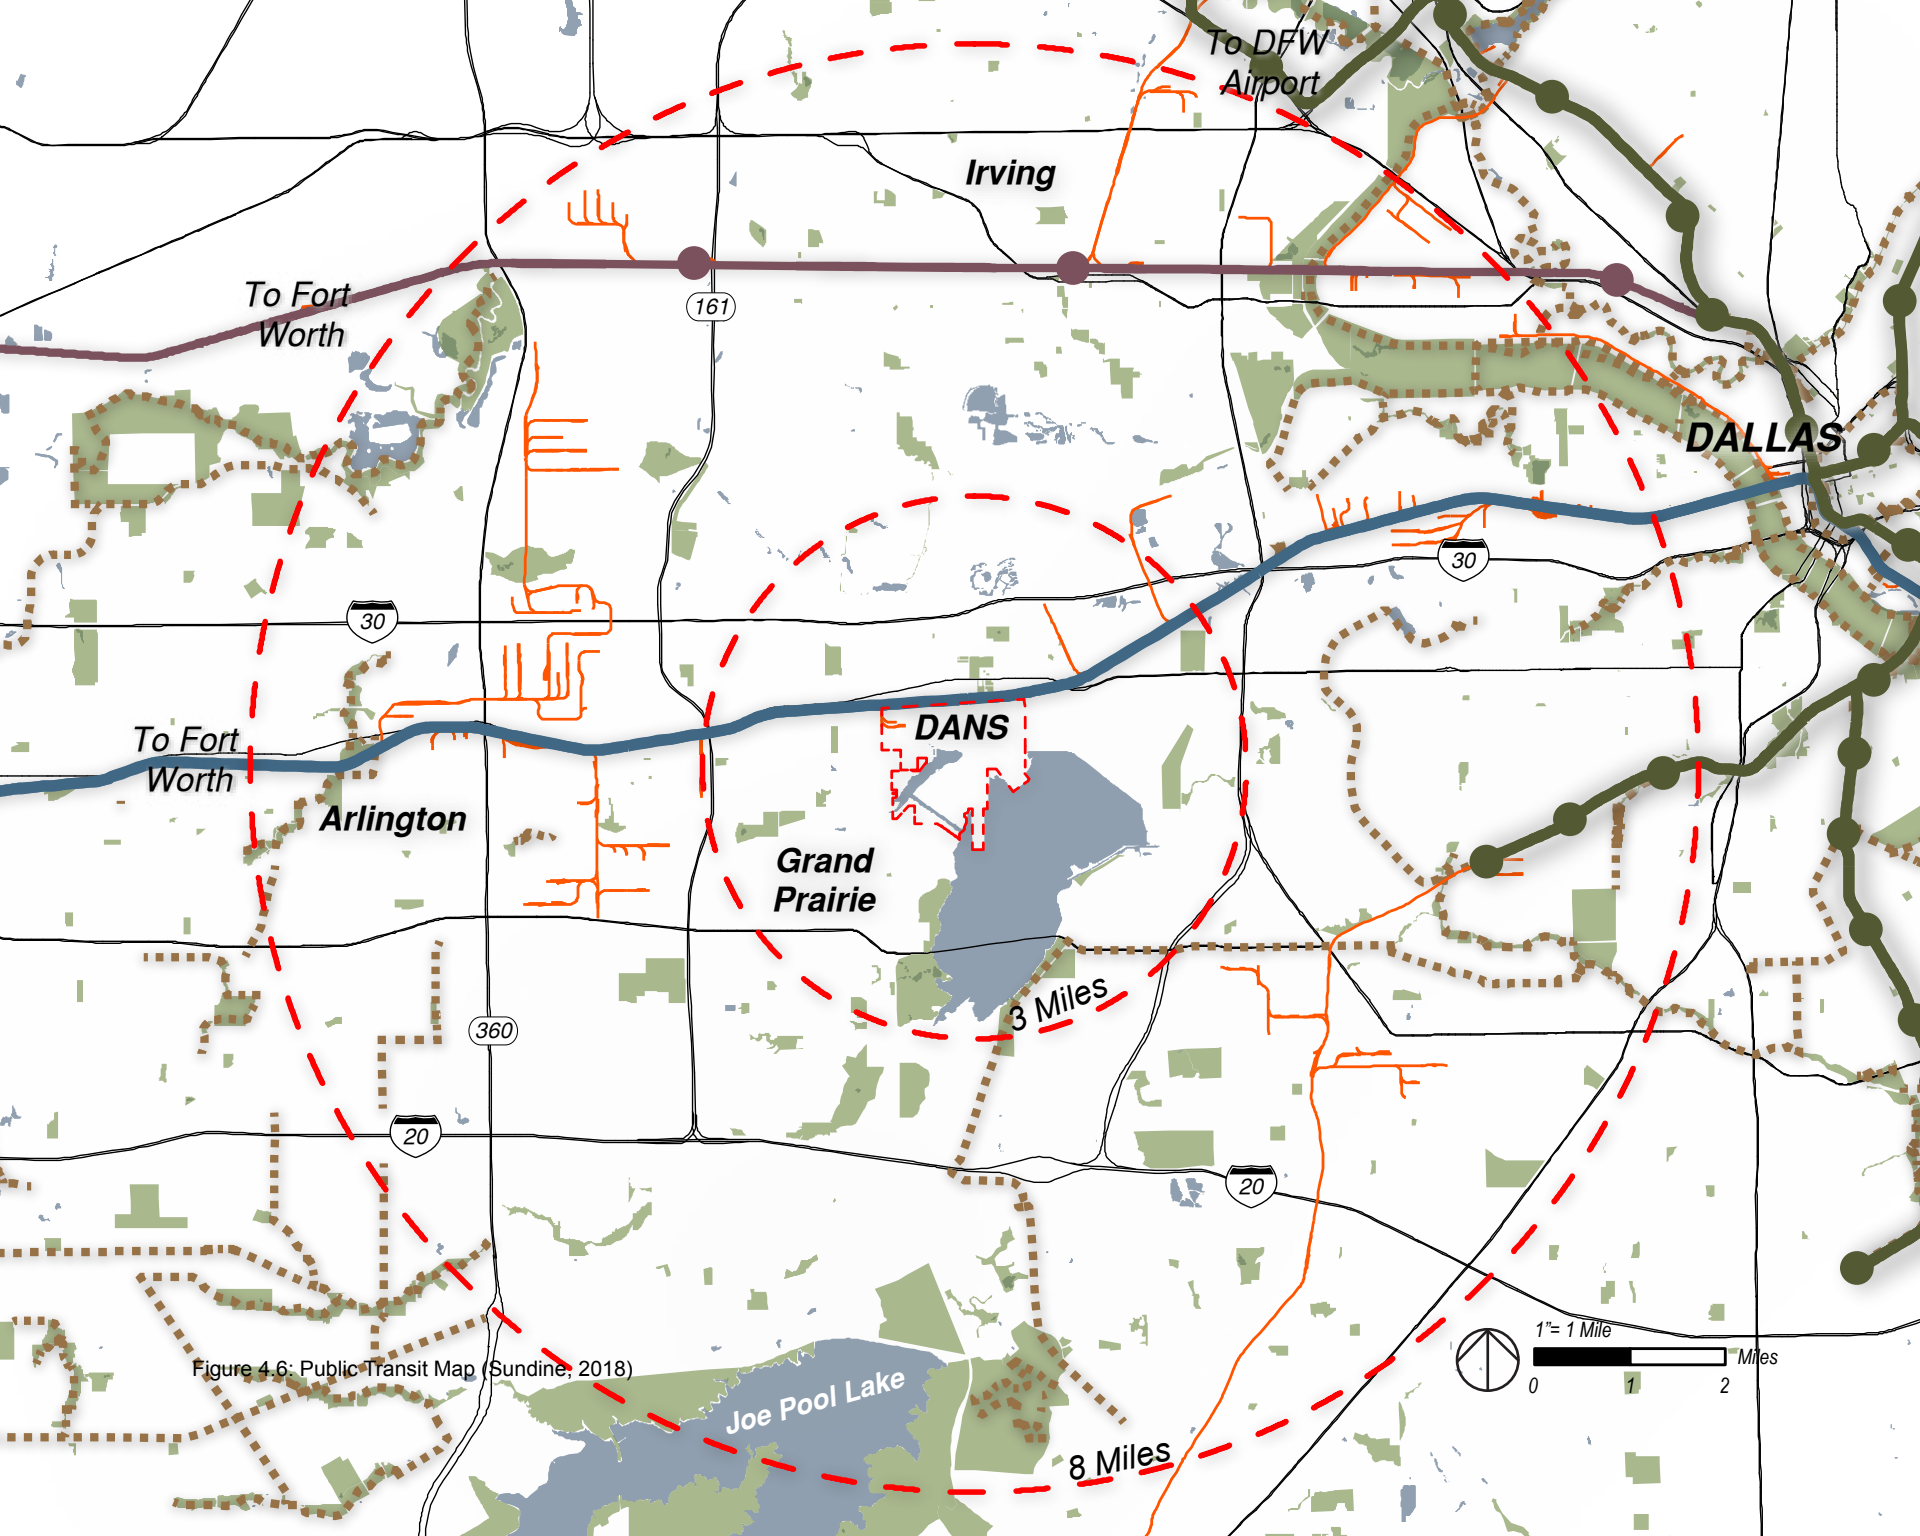 To DFW
Airport
Irving
To Fort
Worth
161
DALLAS
30
30
To Fort
Worth
DANS
Arlington
Grand
Prairie
3 Miles
360
20
20
1"= 1 Mile
Miles
0 1 2
Figure 4.6: Public Transit Map (Sundine, 2018)
Joe Pool Lake
8 Miles